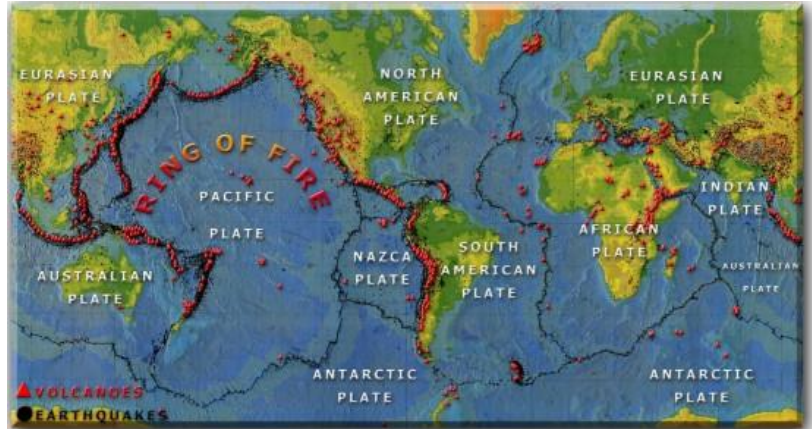 EURASIAN
PLATE
NORTH
AMERICAN
PLATE
EURASIAN
PLATE
RING OF FIRE
PACIFIC
PLATE
INDIAN
PLATE
AFRICAN
PLATE
NAZCA
PLATE
SOUTH
AMERICAN
PLATE
AUSTRALIAN
PLATE
AUSTRALIAN
PLATE
ANTARCTIC
PLATE
ANTARCTIC
PLATE
VOLCANOES
EARTHQUAKES